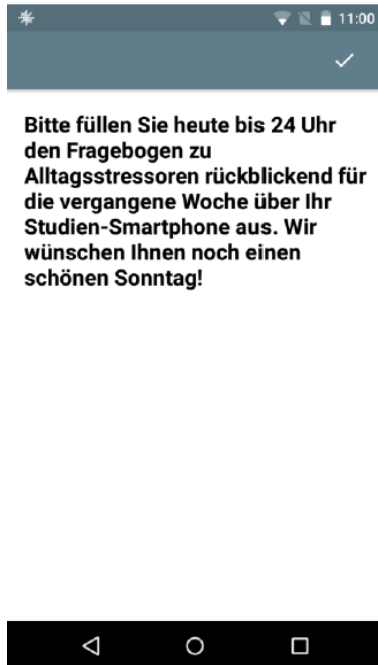 11:00
Bitte füllen Sie heute bis 24 Uhr
den Fragebogen zu
Alltagsstressoren rückblickend für
die vergangene Woche über Ihr
Studien-Smartphone aus. Wir
wünschen Ihnen noch einen
schönen Sonntag!